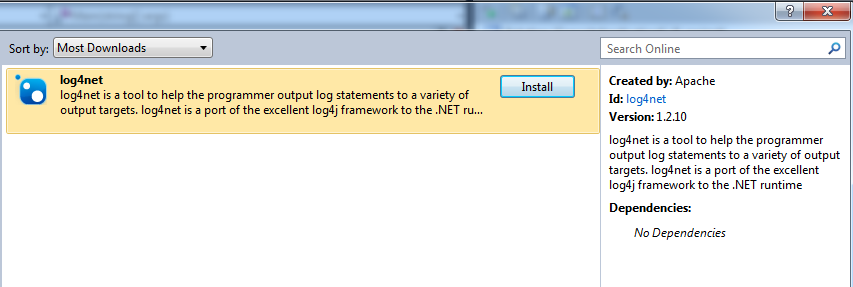 Sort by: Most Downloads
Search Online
log4net
log4net is a tool to help the programmer output log statements to a variety of
output targets. log4net is a port of the excellent log4j framework to the .NET ru...
Install
Created by: Apache
Id: log4net
Version: 1.2.10
log4net is a tool to help the programmer
output log statements to a variety of output
targets. log4net is a port of the excellent
log4j framework to the .NET runtime
Dependencies:
No Dependencies